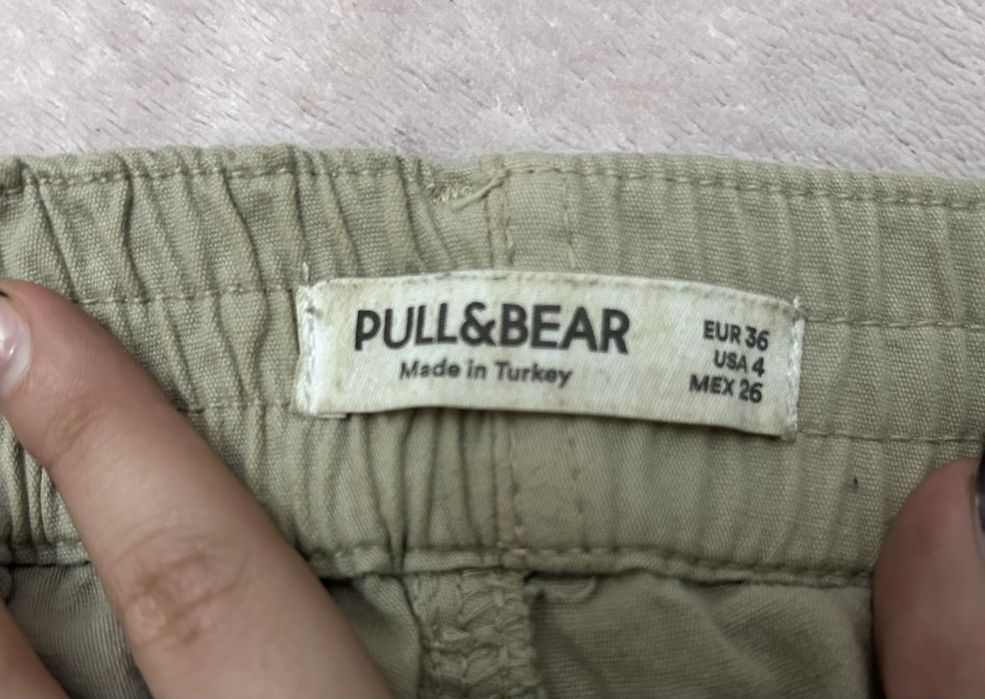 PULL&BEAR
Made in Turkey
EUR 36
USA 4
MEX 26